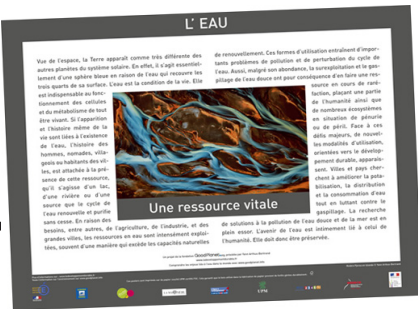 L' EAU
Vue de l'espace, la Terre apparaît comme très différente des
autres planètes du système solaire. En effet, il s'agit essentiel-
lement d'une sphère bleue en raison de l'eau qui recouvre les
trois quarts de sa surface. L'eau est la condition de la vie. Elle
est indispensable au fonc-
tionnement des cellules
et du métabolisme de tout
être vivant. Si l'apparition
et l'histoire même de la
vie sont liées à l'existence
de l'eau, l'histoire des
hommes, nomades, villa-
geois ou habitants des vil-
les, est attachée à la pré-
sence de cette ressource,
qu'il s'agisse d'un lac,
d'une rivière ou d'une
source que le cycle de
l'eau renouvelle et purifie
sans cesse. En raison des
besoins, entre autres, de l'agriculture, de l'industrie, et des
grandes villes, les ressources en eau sont intensément exploi-
tées, souvent d'une manière qui excède les capacités naturelles
de renouvellement. Ces formes d'utilisation entraînent d'impor-
tants problèmes de pollution et de perturbation du cycle de
l'eau. Aussi, malgré son abondance, la surexploitation et le gas-
pillage de l'eau douce ont pour conséquence d'en faire une res-
source en cours de raré-
faction, plaçant une partie
de l'humanité ainsi que
de nombreux écosystèmes
en situation de pénurie
ou de péril. Face à ces
défis majeurs, de nouvel-
les modalités d'utilisation,
orientées vers le dévelop-
pement durable, apparais-
sent. Villes et pays cher-
chent à améliorer la pota-
bilisation, la distribution
et la consommation d'eau
tout en luttant contre le
gaspillage. La recherche
de solutions à la pollution de l'eau douce et de la mer est en
plein essor. L'avenir de l'eau est intimement lié à celui de
l'humanité. Elle doit donc être préservée.
Une ressource vitale
UPM